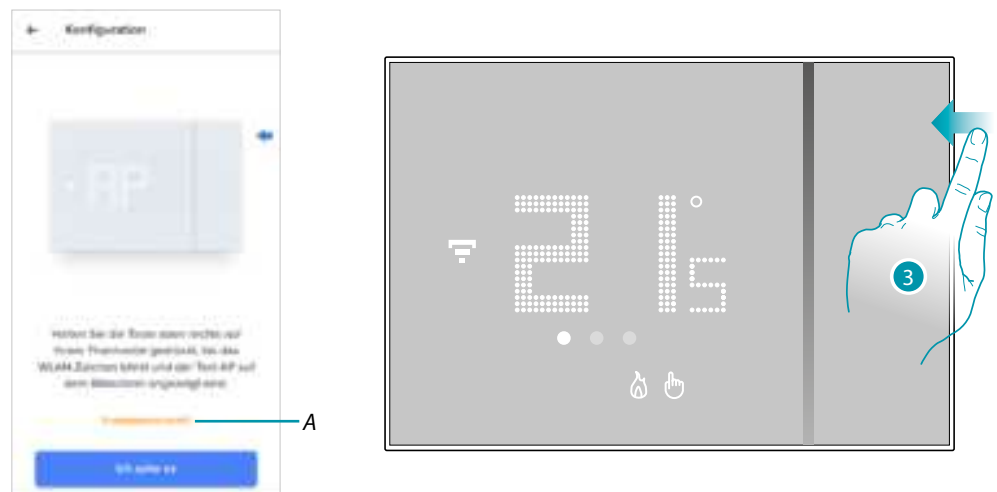 Konfiguration
AP
Halten Sie die Taste oben rechts auf
Ihrem Thermostat gedrückt, bis das
WLAN-Zeichen blinkt und der Text AP auf
dem Bildschirm angezeigt wird
A
Ich sehe es
21°
5
3